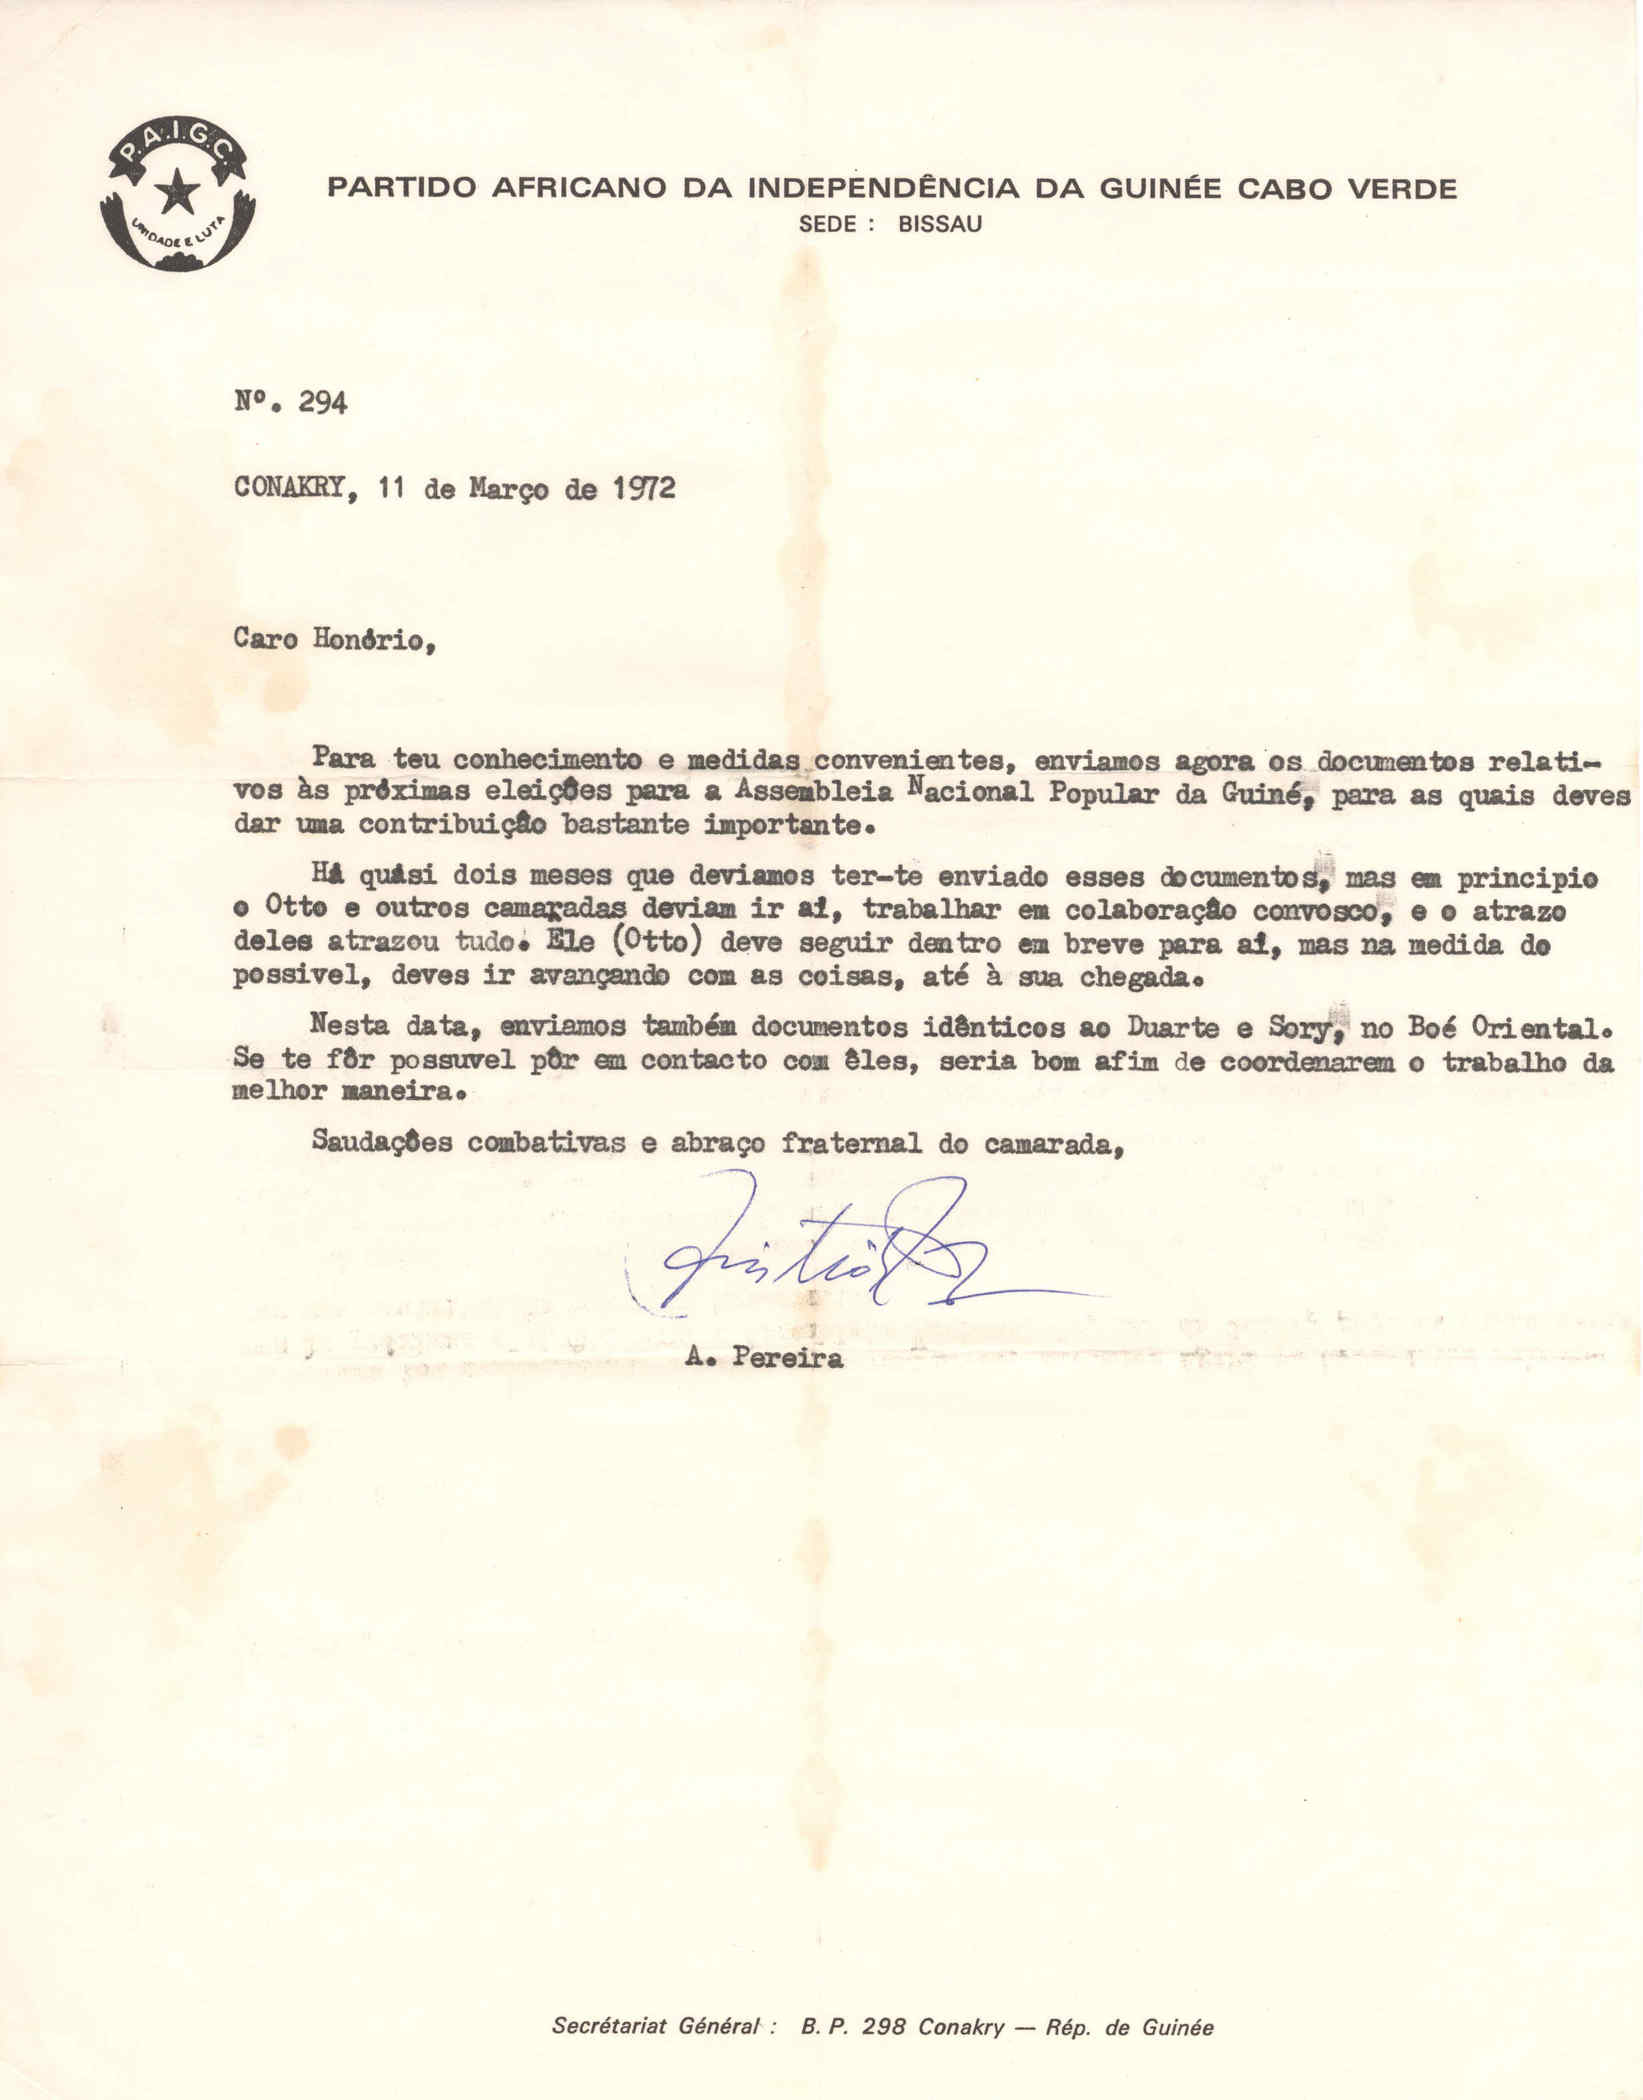 P.A.I.G.C.
UNIDADE E LUTA
PARTIDO AFRICANO DA INDEPENDÊNCIA DA GUINÉE CABO VERDE
SEDE : BISSAU
Nº. 294
CONAKRY, 11 de Março de 1972
Caro Honório,
Para teu conhecimento e medidas convenientes, enviamos agora os documentos relati-
vos às próximas eleições para a Assembleia Nacional Popular da Guiné, para as quais deves
dar uma contribuição bastante importante.
Há quási dois meses que deviamos ter-te enviado esses documentos, mas em principio
o Otto e outros camaradas deviam ir aí, trabalhar em colaboração convosco, e o atrazo
deles atrazou tudo. Ele (Otto) deve seguir dentro em breve para aí, mas na medida do
possivel, deves ir avançando com as coisas, até à sua chegada.
Nesta data, enviamos também documentos idênticos ao Duarte e Sory, no Boé Oriental.
Se te fôr possuvel pôr em contacto com êles, seria bom afim de coordenarem o trabalho da
melhor maneira.
Saudações combativas e abraço fraternal do camarada,
A. Pereira
Secrétariat Général : B. P. 298 Conakry — Rép. de Guinée